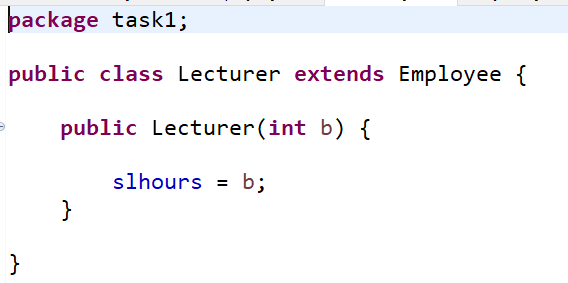 package task1;
public class Lecturer extends Employee {
public Lecturer(int b) {
slhours = b;
}
}